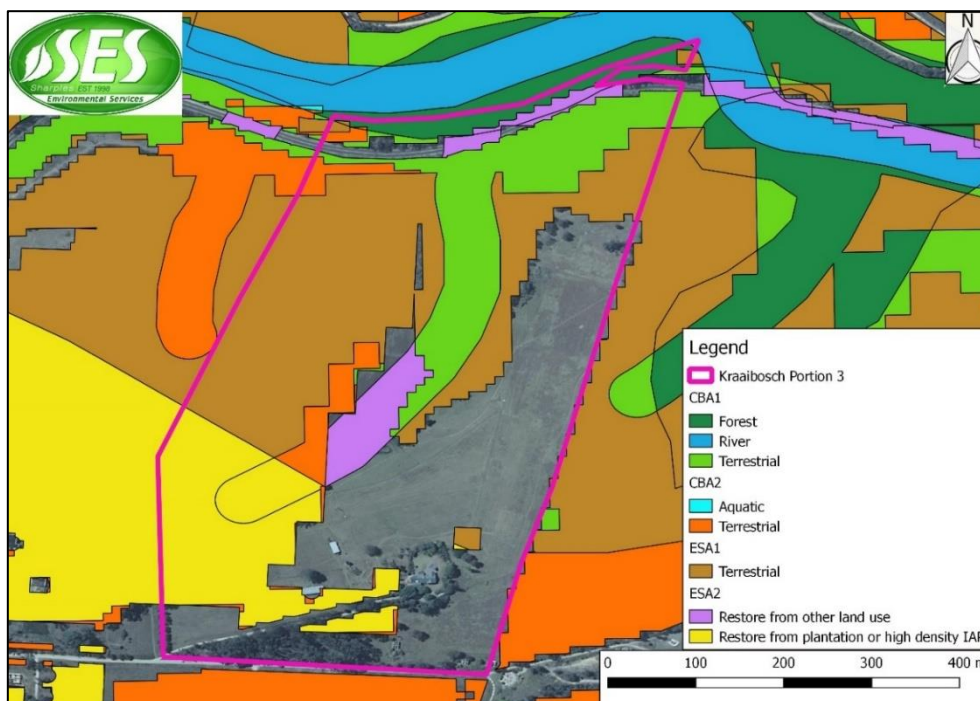 SES
Sharples EST 1998
Environmental Services
N
Legend
Kraaibosch Portion 3
CBA1
Forest
River
Terrestrial
CBA2
Aquatic
Terrestrial
ESA1
Terrestrial
ESA2
Restore from other land use
Restore from plantation or high density IAP
0 100 200 300 400 m